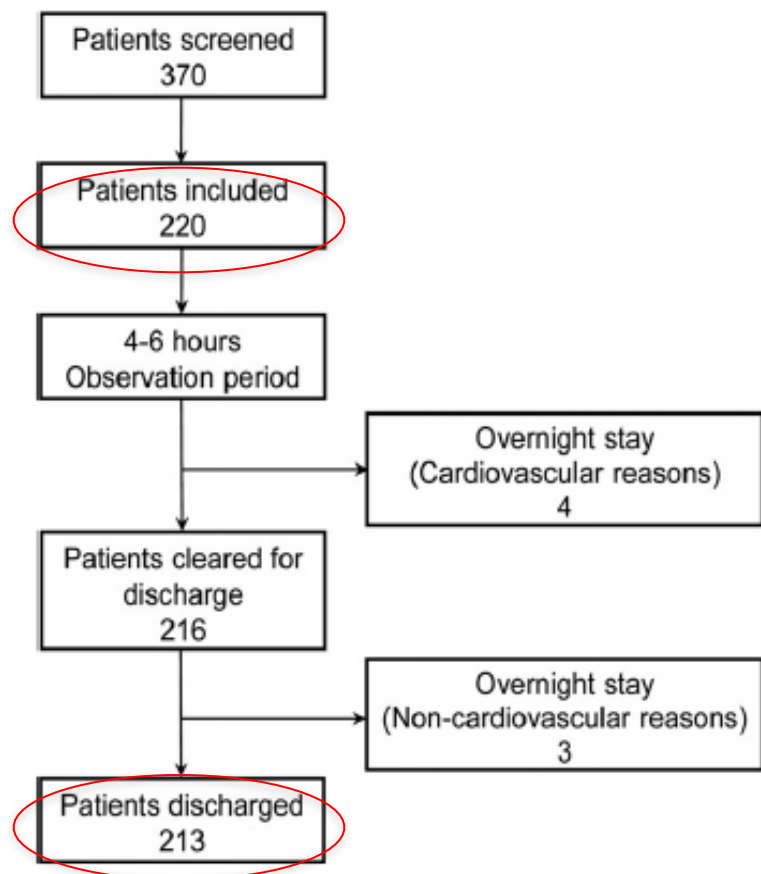 Patients screened
370
Patients included
220
4-6 hours
Observation period
Overnight stay
(Cardiovascular reasons)
4
Patients cleared for
discharge
216
Overnight stay
(Non-cardiovascular reasons)
3
Patients discharged
213